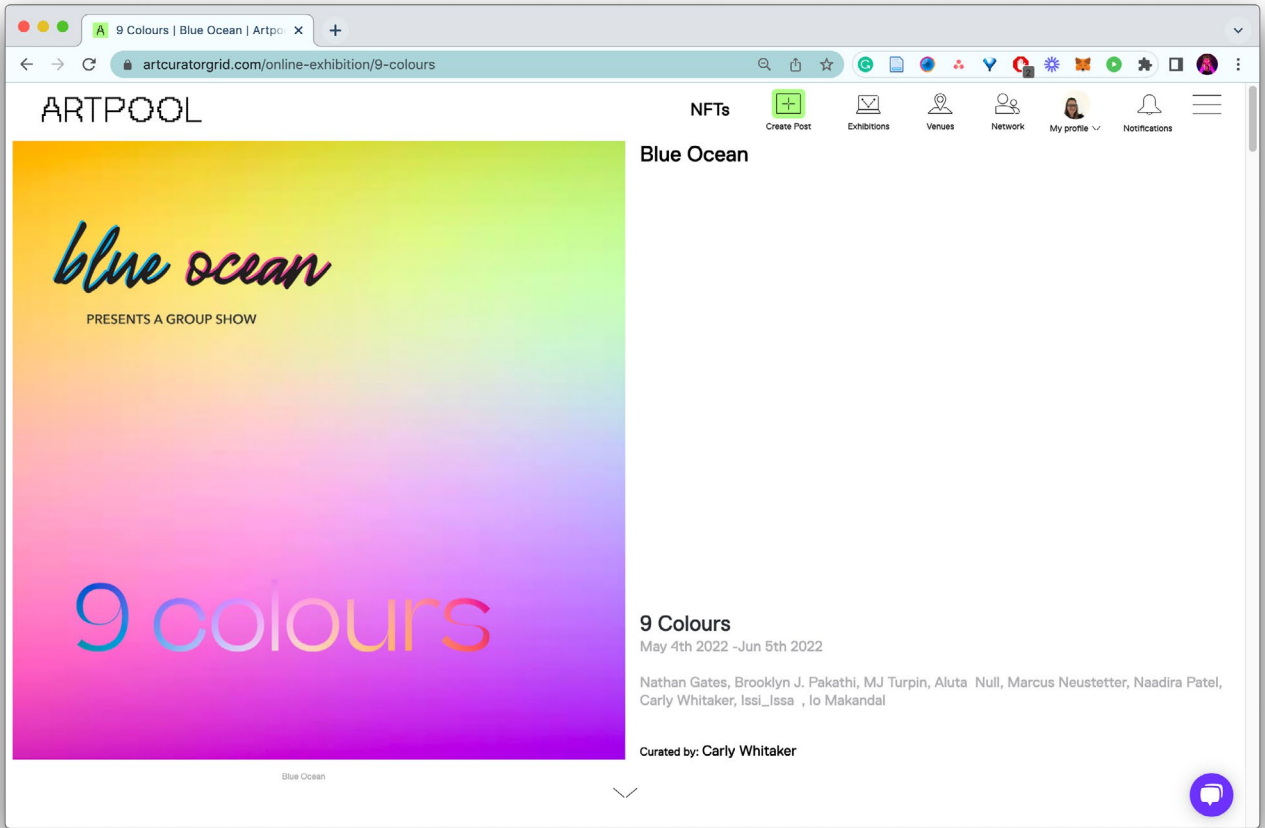 9 Colours | Blue Ocean | Artpo
artcuratorgrid.com/online-exhibition/9-colours
2
ARTPOOL
NFTs
Create Post
Exhibitions
Venues
Network
My profile
Notifications
blue ocean
PRESENTS A GROUP SHOW
9 colours
Blue Ocean
Blue Ocean
9 Colours
May 4th 2022 -Jun 5th 2022
Nathan Gates, Brooklyn J. Pakathi, MJ Turpin, Aluta  Null, Marcus Neustetter, Naadira Patel,
Carly Whitaker, Issi_Issa  , Io Makandal
Curated by: Carly Whitaker